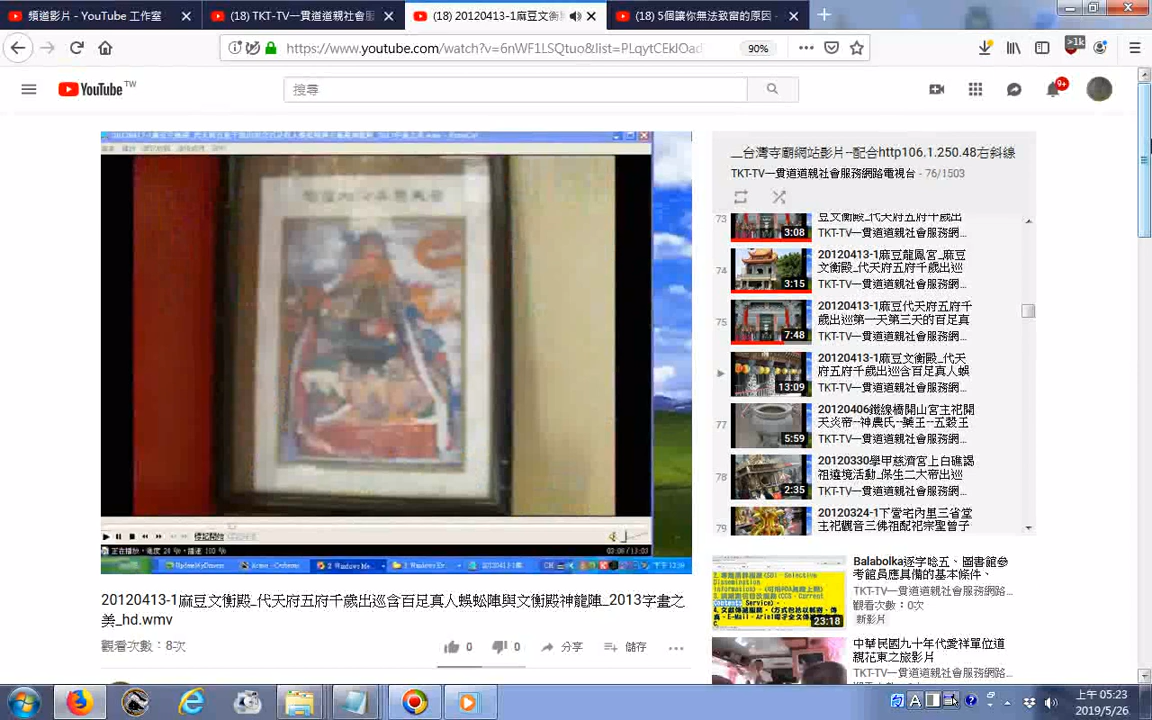 頻道影片 - YouTube 工作室
(18) TKT-TV一貫道道親社會服
(18) 20120413-1麻豆文衡
(18) 5個讓你無法致富的原因 -
https://www.youtube.com/watch?v=6nWF1LSQtuo&list=PLqytCEkIOad
90%
>1k
YouTube TW
搜尋
9+
二台灣寺廟網站影片--配合http106.1.250.48右斜線
TKT-TV一貫道道親社會服務網路電視台 - 76/1503
73
豆文衡殿_代天府五府千歲出
TKT-TV一貫道道親社會服務網...
3:08
74
20120413-1麻豆龍鳳宮_麻豆
文衡殿_代天府五府千歲出巡
TKT-TV一貫道道親社會服務網...
3:15
75
20120413-1麻豆代天府五府千
歲出巡第一天第三天的百足真
TKT-TV一貫道道親社會服務網...
7:48
20120413-1麻豆文衡殿_代天
府五府千歲出巡含百足真人蜈
TKT-TV一貫道道親社會服務網...
13:09
77
20120406鐵線橋開山宮主祀開
天炎帝--神農氏--藥王--五穀王
TKT-TV一貫道道親社會服務網...
5:59
78
20120330學甲慈濟宮上白礁謁
祖遶境活動_保生二大帝出巡
TKT-TV一貫道道親社會服務網...
2:35
79
20120324-1下營宅內里三省堂
主祀觀音三佛祖配祀宗聖曾子
標記開始
03:08 / 13:03
20120413-1麻豆文衡殿_代天府五府千歲出巡含百足真人蜈蚣陣與文衡殿神龍陣_2013字畫之
美_hd.wmv
觀看次數：8次
0
0
分享
儲存
Balabolka逐字唸五、圖書館參
考館員應具備的基本條件、
TKT-TV一貫道道親社會服務網路...
觀看次數：0次
新影片
23:18
中華民國九十年代愛祥單位道
親花東之旅影片
TKT-TV一貫道道親社會服務網路...
上午 05:23
2019/5/26